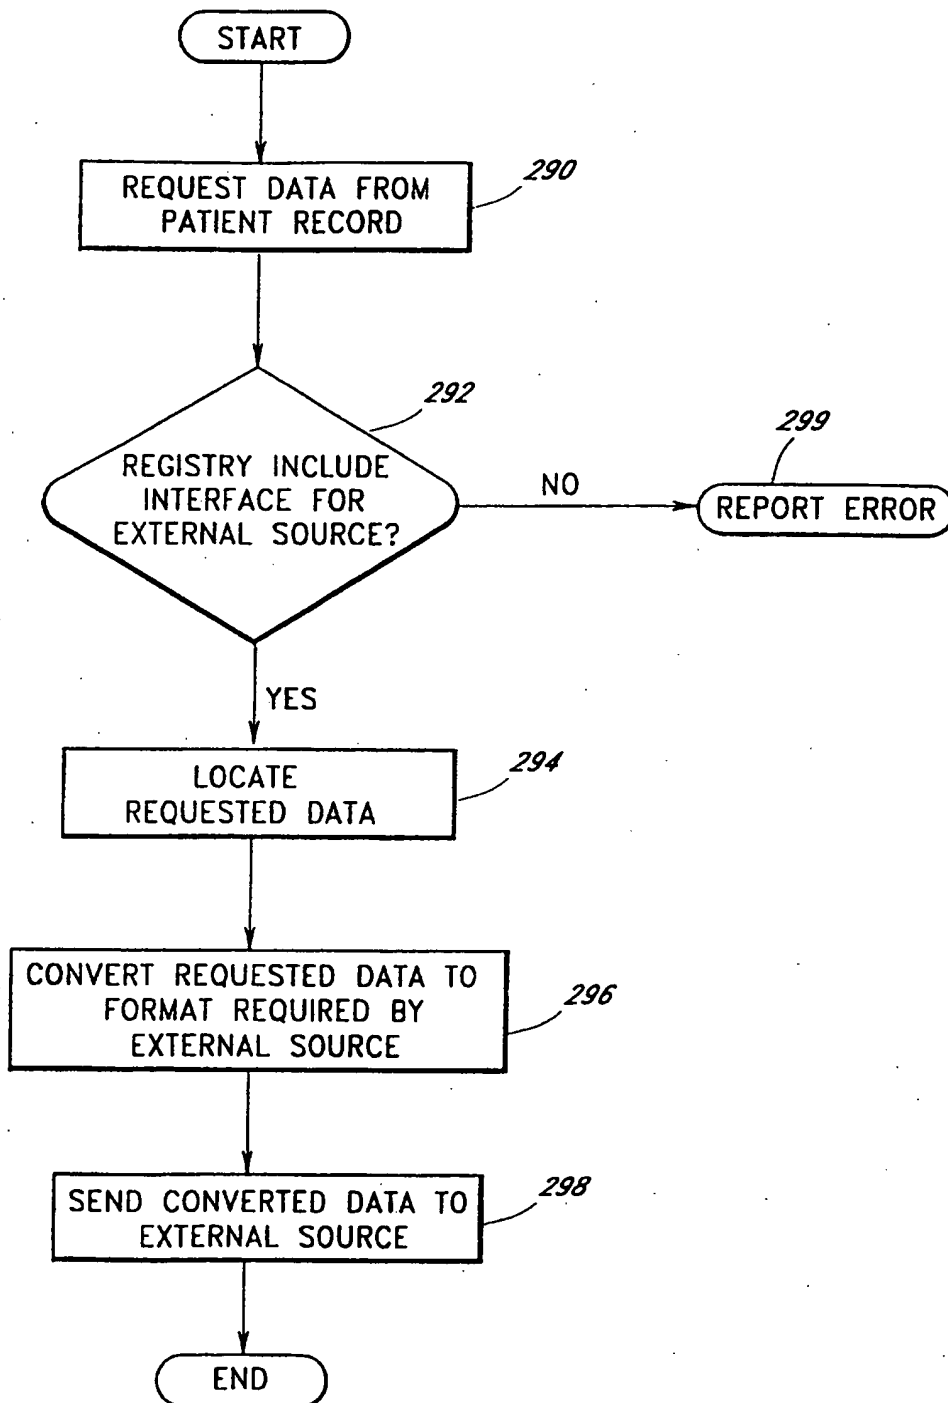 START
REQUEST DATA FROM
PATIENT RECORD
290
REGISTRY INCLUDE
INTERFACE FOR
EXTERNAL SOURCE?
292
NO
REPORT ERROR
299
YES
LOCATE
REQUESTED DATA
294
CONVERT REQUESTED DATA TO
FORMAT REQUIRED BY
EXTERNAL SOURCE
296
SEND CONVERTED DATA TO
EXTERNAL SOURCE
298
END